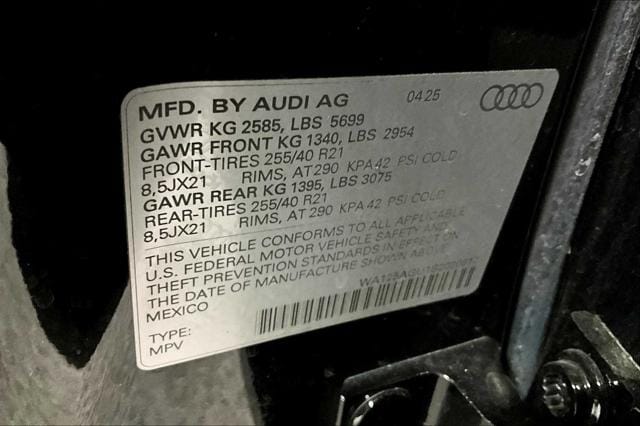 MFD. BY AUDI AG 04 25
GVWR KG 2585, LBS 5699
GAWR FRONT KG 1340, LBS 2954
FRONT-TIRES 255/40 R21
8,5JX21 RIMS, AT 290 KPA 42 PSI COLD
GAWR REAR KG 1395, LBS 3075
REAR-TIRES 255/40 R21
8,5JX21 RIMS, AT 290 KPA 42 PSI COLD
THIS VEHICLE CONFORMS TO ALL APPLICABLE
U.S. FEDERAL MOTOR VEHICLE SAFETY AND
THEFT PREVENTION STANDARDS IN EFFECT ON
THE DATE OF MANUFACTURE SHOWN ABOVE
MEXICO
TYPE:
MPV